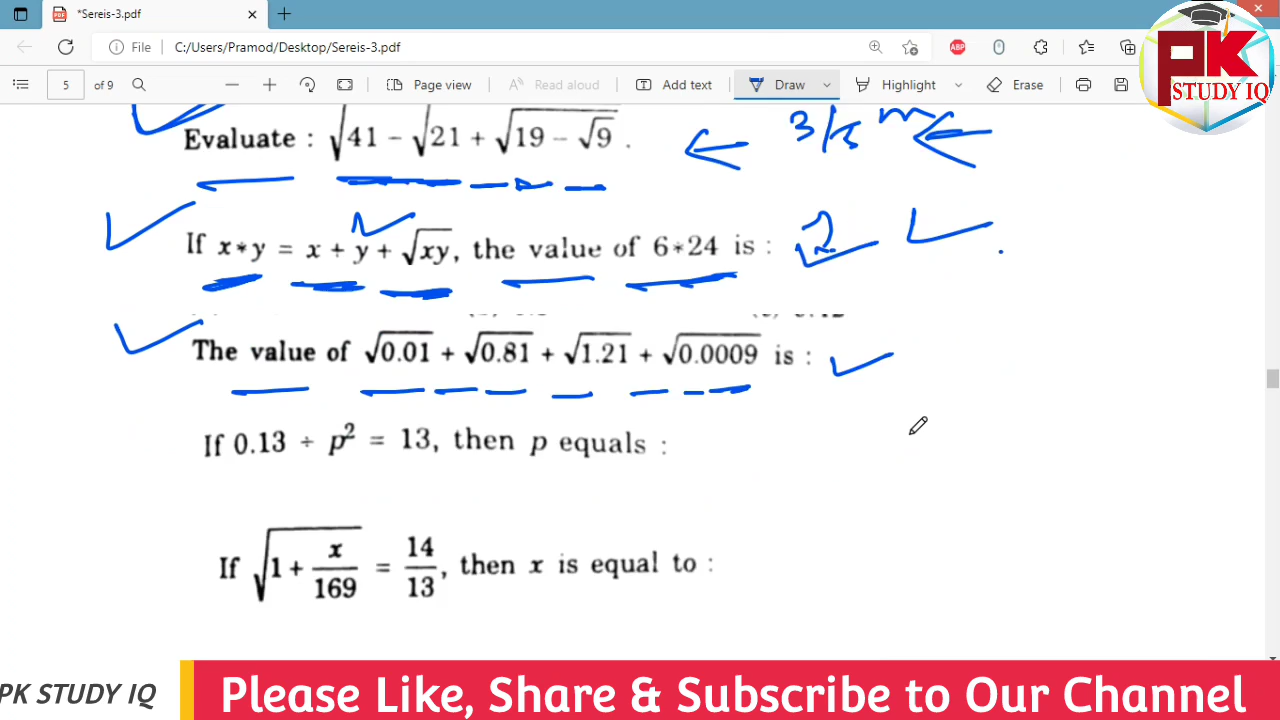 *Sereis-3.pdf
File C:/Users/Pramod/Desktop/Sereis-3.pdf
5 of 9 Page view Read aloud Add text Draw Highlight Erase
ABP
PK
STUDY IQ
Evaluate : √41 − √21 + √19 − √9 .
If x*y = x + y + √xy, the value of 6*24 is : 2
The value of √0.01 + √0.81 + √1.21 + √0.0009 is :
If 0.13 ÷ p² = 13, then p equals :
If √1 + x/169 = 14/13, then x is equal to :
PK STUDY IQ
Please Like, Share & Subscribe to Our Channel